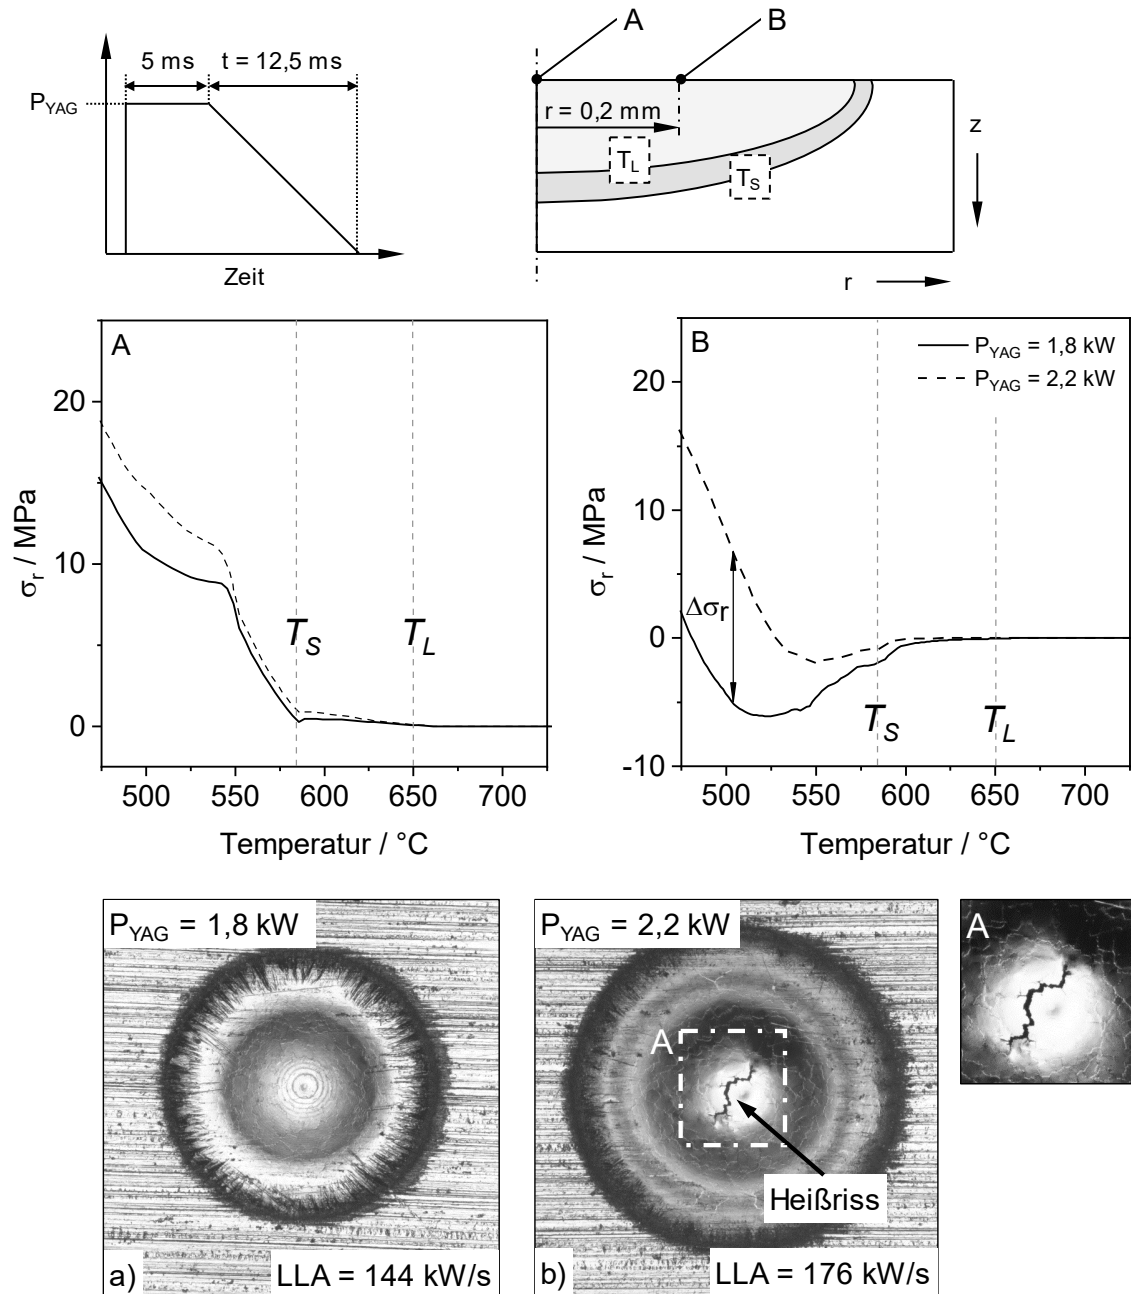 A
B
5 ms
t = 12,5 ms
P_YAG
Zeit
r = 0,2 mm
T_L
T_S
z
r
A
20
10
0
σ_r / MPa
T_S
T_L
500
550
600
650
700
Temperatur / °C
B
P_YAG = 1,8 kW
P_YAG = 2,2 kW
20
10
0
-10
σ_r / MPa
Δσ_r
T_S
T_L
500
550
600
650
700
Temperatur / °C
P_YAG = 1,8 kW
a)
LLA = 144 kW/s
P_YAG = 2,2 kW
A
Heißriss
b)
LLA = 176 kW/s
A